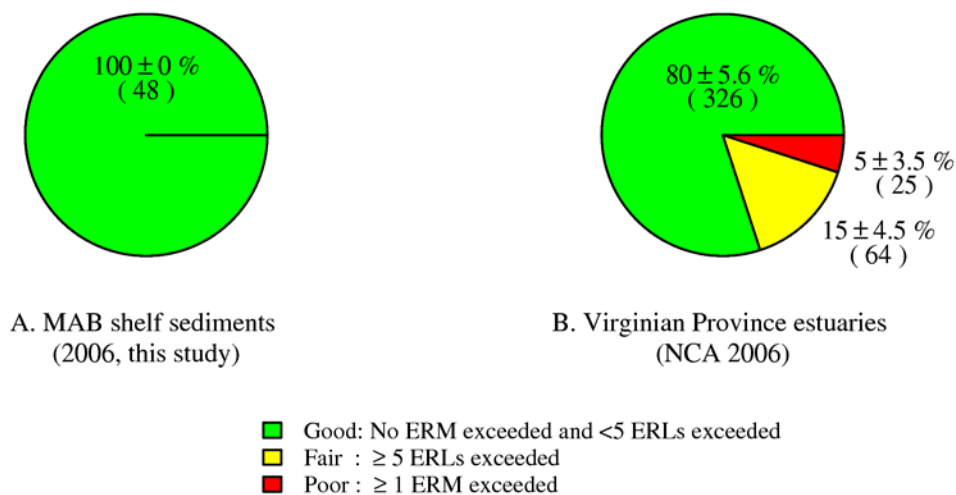 100 ± 0 %
( 48 )
80 ± 5.6 %
( 326 )
5 ± 3.5 %
( 25 )
15 ± 4.5 %
( 64 )
A. MAB shelf sediments
(2006, this study)
B. Virginian Province estuaries
(NCA 2006)
Good: No ERM exceeded and <5 ERLs exceeded
Fair : ≥ 5 ERLs exceeded
Poor : ≥ 1 ERM exceeded